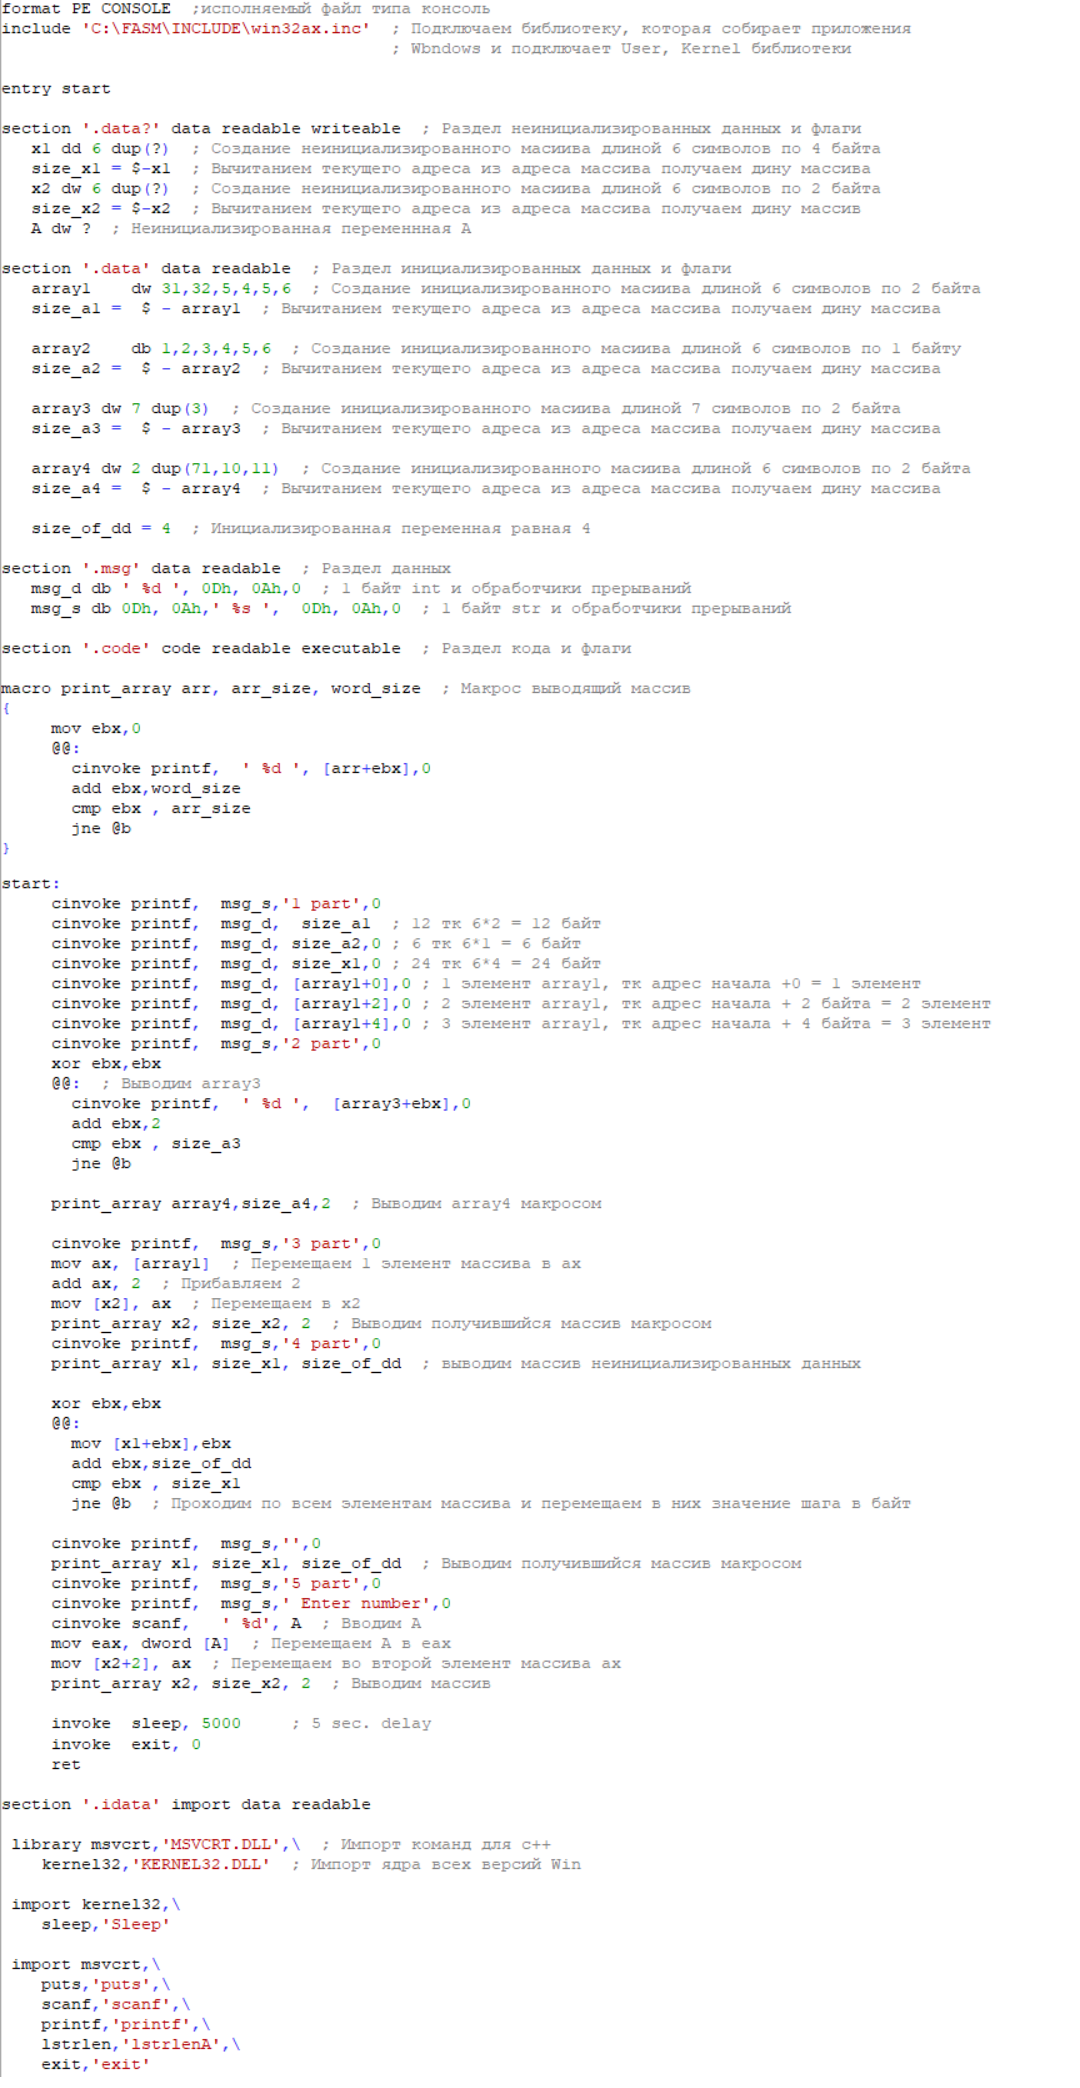 format PE CONSOLE  ;исполняемый файл типа консоль
include 'C:\FASM\INCLUDE\win32ax.inc'  ; Подключаем библиотеку, которая собирает приложения
                                       ; Wbndows и подключает User, Kernel библиотеки

entry start

section '.data?' data readable writeable  ; Раздел неинициализированных данных и флаги
   x1 dd 6 dup(?)  ; Создание неинициализированного масиива длиной 6 символов по 4 байта
   size_x1 = $-x1  ; Вычитанием текущего адреса из адреса массива получаем дину массива
   x2 dw 6 dup(?)  ; Создание неинициализированного масиива длиной 6 символов по 2 байта
   size_x2 = $-x2  ; Вычитанием текущего адреса из адреса массива получаем дину массив
   A dw ?  ; Неинициализированная переменнная А

section '.data' data readable  ; Раздел инициализированных данных и флаги
   array1    dw 31,32,5,4,5,6  ; Создание инициализированного масиива длиной 6 символов по 2 байта
   size_a1 =  $ - array1  ; Вычитанием текущего адреса из адреса массива получаем дину массива

   array2    db 1,2,3,4,5,6  ; Создание инициализированного масиива длиной 6 символов по 1 байту
   size_a2 =  $ - array2  ; Вычитанием текущего адреса из адреса массива получаем дину массива

   array3 dw 7 dup(3)  ; Создание инициализированного масиива длиной 7 символов по 2 байта
   size_a3 =  $ - array3  ; Вычитанием текущего адреса из адреса массива получаем дину массива

   array4 dw 2 dup(71,10,11)  ; Создание инициализированного масиива длиной 6 символов по 2 байта
   size_a4 =  $ - array4  ; Вычитанием текущего адреса из адреса массива получаем дину массива

   size_of_dd = 4  ; Инициализированная переменная равная 4

section '.msg' data readable  ; Раздел данных
   msg_d db ' %d ', 0Dh, 0Ah,0  ; 1 байт int и обработчики прерываний
   msg_s db 0Dh, 0Ah,' %s ',  0Dh, 0Ah,0  ; 1 байт str и обработчики прерываний

section '.code' code readable executable  ; Раздел кода и флаги

macro print_array arr, arr_size, word_size  ; Макрос выводящий массив
{
     mov ebx,0
     @@:
       cinvoke printf,  ' %d ', [arr+ebx],0
       add ebx,word_size
       cmp ebx , arr_size
       jne @b
}

start:
     cinvoke printf,  msg_s,'1 part',0
     cinvoke printf,  msg_d,  size_a1  ; 12 тк 6*2 = 12 байт
     cinvoke printf,  msg_d, size_a2,0 ; 6 тк 6*1 = 6 байт
     cinvoke printf,  msg_d, size_x1,0 ; 24 тк 6*4 = 24 байт
     cinvoke printf,  msg_d, [array1+0],0 ; 1 элемент array1, тк адрес начала +0 = 1 элемент
     cinvoke printf,  msg_d, [array1+2],0 ; 2 элемент array1, тк адрес начала + 2 байта = 2 элемент
     cinvoke printf,  msg_d, [array1+4],0 ; 3 элемент array1, тк адрес начала + 4 байта = 3 элемент
     cinvoke printf,  msg_s,'2 part',0
     xor ebx,ebx
     @@:  ; Выводим array3
       cinvoke printf,  ' %d ',  [array3+ebx],0
       add ebx,2
       cmp ebx , size_a3
       jne @b

     print_array array4,size_a4,2  ; Выводим array4 макросом

     cinvoke printf,  msg_s,'3 part',0
     mov ax, [array1]  ; Перемещаем 1 элемент массива в ax
     add ax, 2  ; Прибавляем 2
     mov [x2], ax  ; Перемещаем в x2
     print_array x2, size_x2, 2  ; Выводим получившийся массив макросом
     cinvoke printf,  msg_s,'4 part',0
     print_array x1, size_x1, size_of_dd  ; выводим массив неинициализированных данных

     xor ebx,ebx
     @@:
       mov [x1+ebx],ebx
       add ebx,size_of_dd
       cmp ebx , size_x1
       jne @b  ; Проходим по всем элементам массива и перемещаем в них значение шага в байт

     cinvoke printf,  msg_s,'',0
     print_array x1, size_x1, size_of_dd  ; Выводим получившийся массив макросом
     cinvoke printf,  msg_s,'5 part',0
     cinvoke printf,  msg_s,' Enter number',0
     cinvoke scanf,   ' %d', A  ; Вводим A
     mov eax, dword [A]  ; Перемещаем A в eax
     mov [x2+2], ax  ; Перемещаем во второй элемент массива ax
     print_array x2, size_x2, 2  ; Выводим массив

     invoke  sleep, 5000     ; 5 sec. delay
     invoke  exit, 0
     ret

section '.idata' import data readable

 library msvcrt,'MSVCRT.DLL',\  ; Импорт команд для с++
    kernel32,'KERNEL32.DLL'  ; Импорт ядра всех версий Win

 import kernel32,\
    sleep,'Sleep'

 import msvcrt,\
    puts,'puts',\
    scanf,'scanf',\
    printf,'printf',\
    lstrlen,'lstrlenA',\
    exit,'exit'